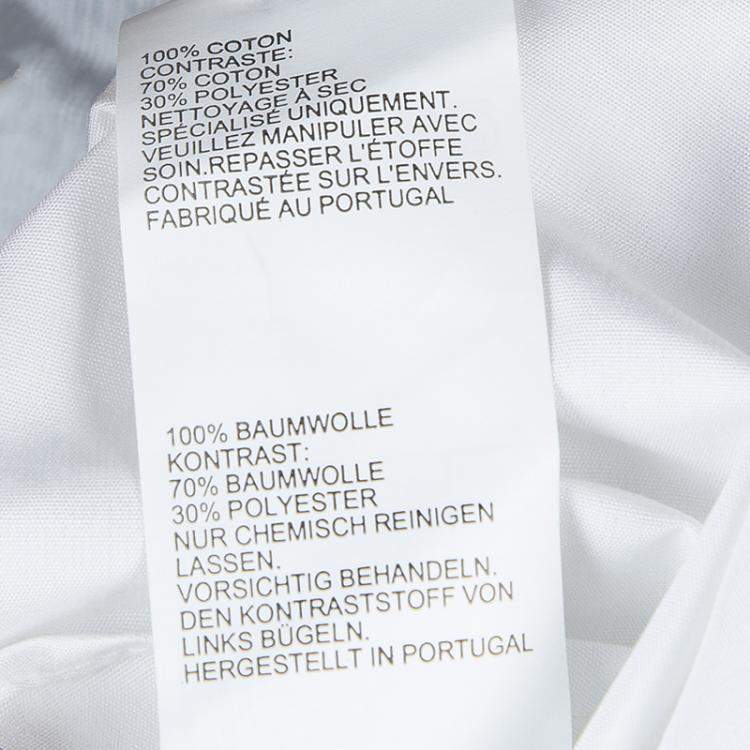 100% COTON
CONTRASTE:
70% COTON
30% POLYESTER
NETTOYAGE À SEC
SPÉCIALISÉ UNIQUEMENT.
VEUILLEZ MANIPULER AVEC
SOIN.REPASSER L'ÉTOFFE
CONTRASTÉE SUR L'ENVERS.
FABRIQUÉ AU PORTUGAL
100% BAUMWOLLE
KONTRAST:
70% BAUMWOLLE
30% POLYESTER
NUR CHEMISCH REINIGEN
LASSEN.
VORSICHTIG BEHANDELN.
DEN KONTRASTSTOFF VON
LINKS BÜGELN.
HERGESTELLT IN PORTUGAL